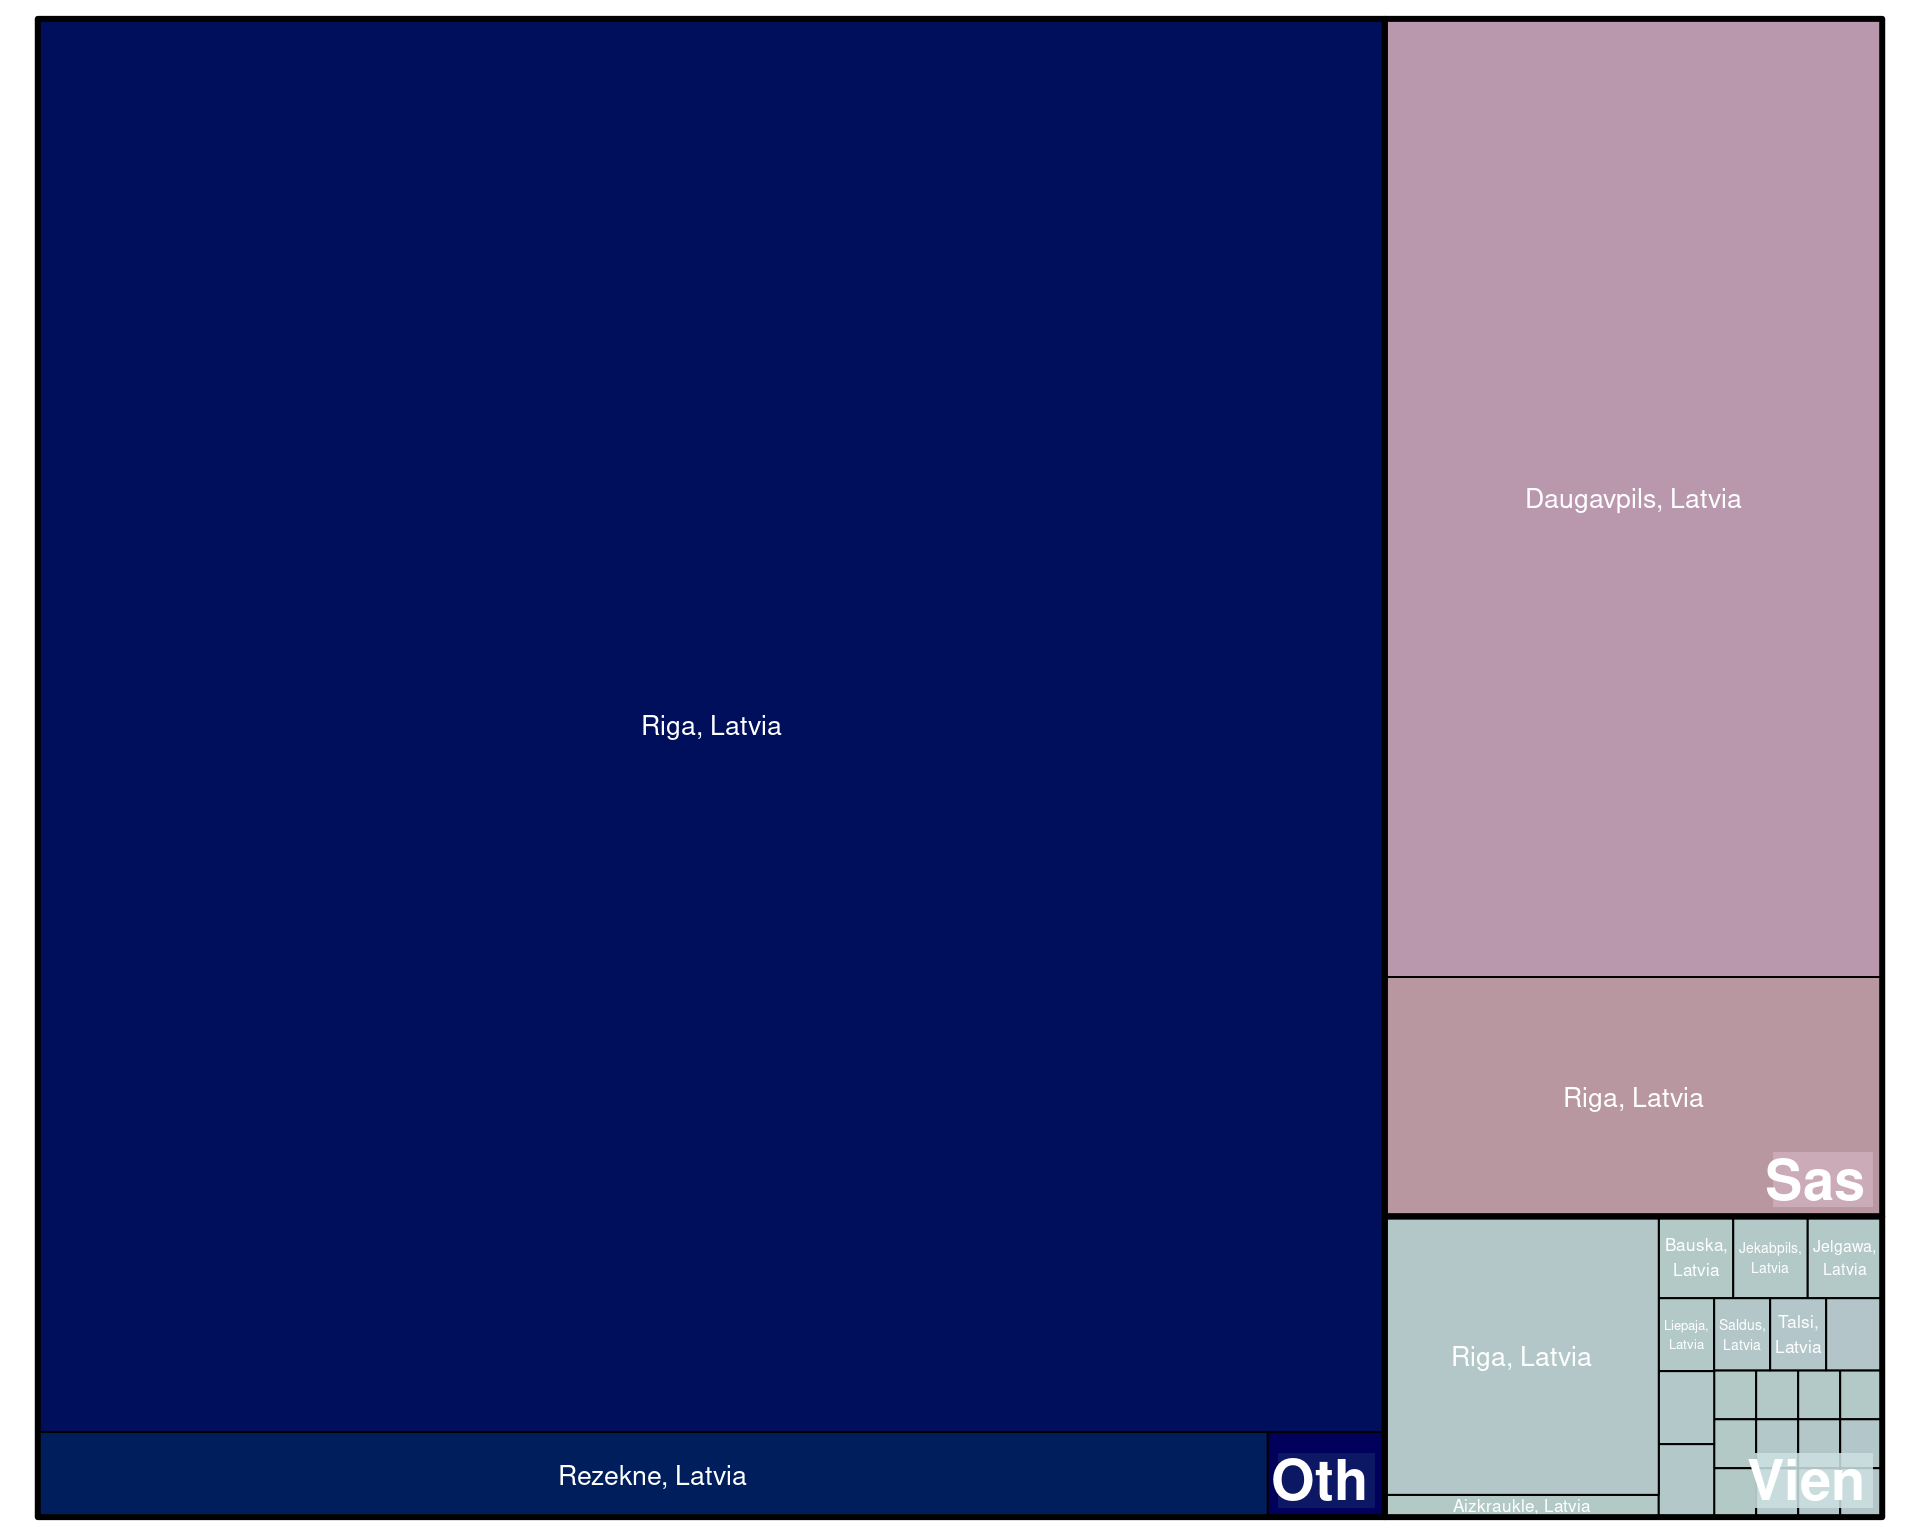 Riga, Latvia
Rezekne, Latvia
Oth
Daugavpils, Latvia
Riga, Latvia
Sas
Riga, Latvia
Aizkraukle, Latvia
Bauska,
Latvia
Jekabpils,
Latvia
Jelgawa,
Latvia
Liepaja,
Latvia
Saldus,
Latvia
Talsi,
Latvia
Vien